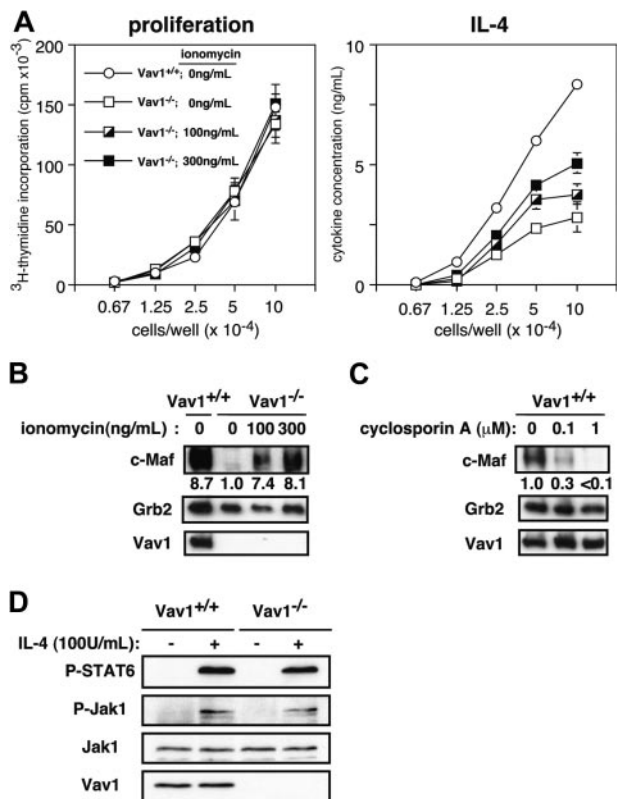 A
proliferation
IL-4
³H-thymidine incorporation (cpm x10⁻³)
200
150
100
50
0
ionomycin
Vav1+/+; 0ng/mL
Vav1-/-; 0ng/mL
Vav1-/-; 100ng/mL
Vav1-/-; 300ng/mL
0.67 1.25 2.5 5 10
cells/well (x 10⁻⁴)
cytokine concentration (ng/mL)
10
5
0
0.67 1.25 2.5 5 10
cells/well (x 10⁻⁴)
B
Vav1+/+ Vav1-/-
ionomycin(ng/mL) : 0 0 100 300
c-Maf
8.7 1.0 7.4 8.1
Grb2
Vav1
C
Vav1+/+
cyclosporin A (μM): 0 0.1 1
c-Maf
1.0 0.3 <0.1
Grb2
Vav1
D
Vav1+/+ Vav1-/-
IL-4 (100U/mL): - + - +
P-STAT6
P-Jak1
Jak1
Vav1